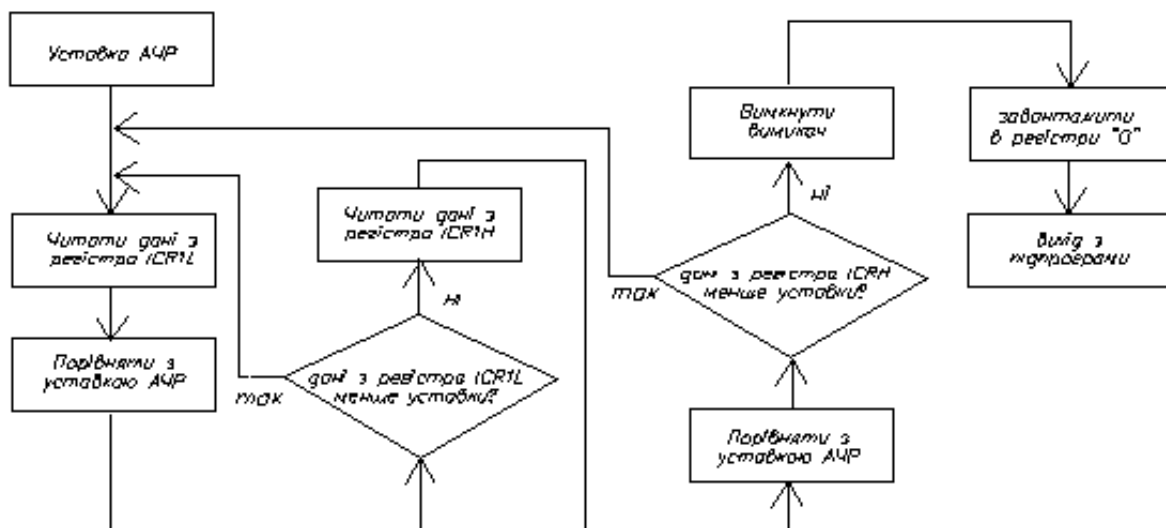 Уставка АЧР
Читати дані з
регістра ICR1L
Порівняти з
уставкою АЧР
дані з регістра ICR1L
менше уставки?
так
ні
Читати дані з
регістра ICR1H
Порівняти з
уставкою АЧР
дані з регістра ICRH
менше уставки?
так
ні
Вимкнути
вимикач
завантажити
в регістри "0"
Вихід з
підпрограми